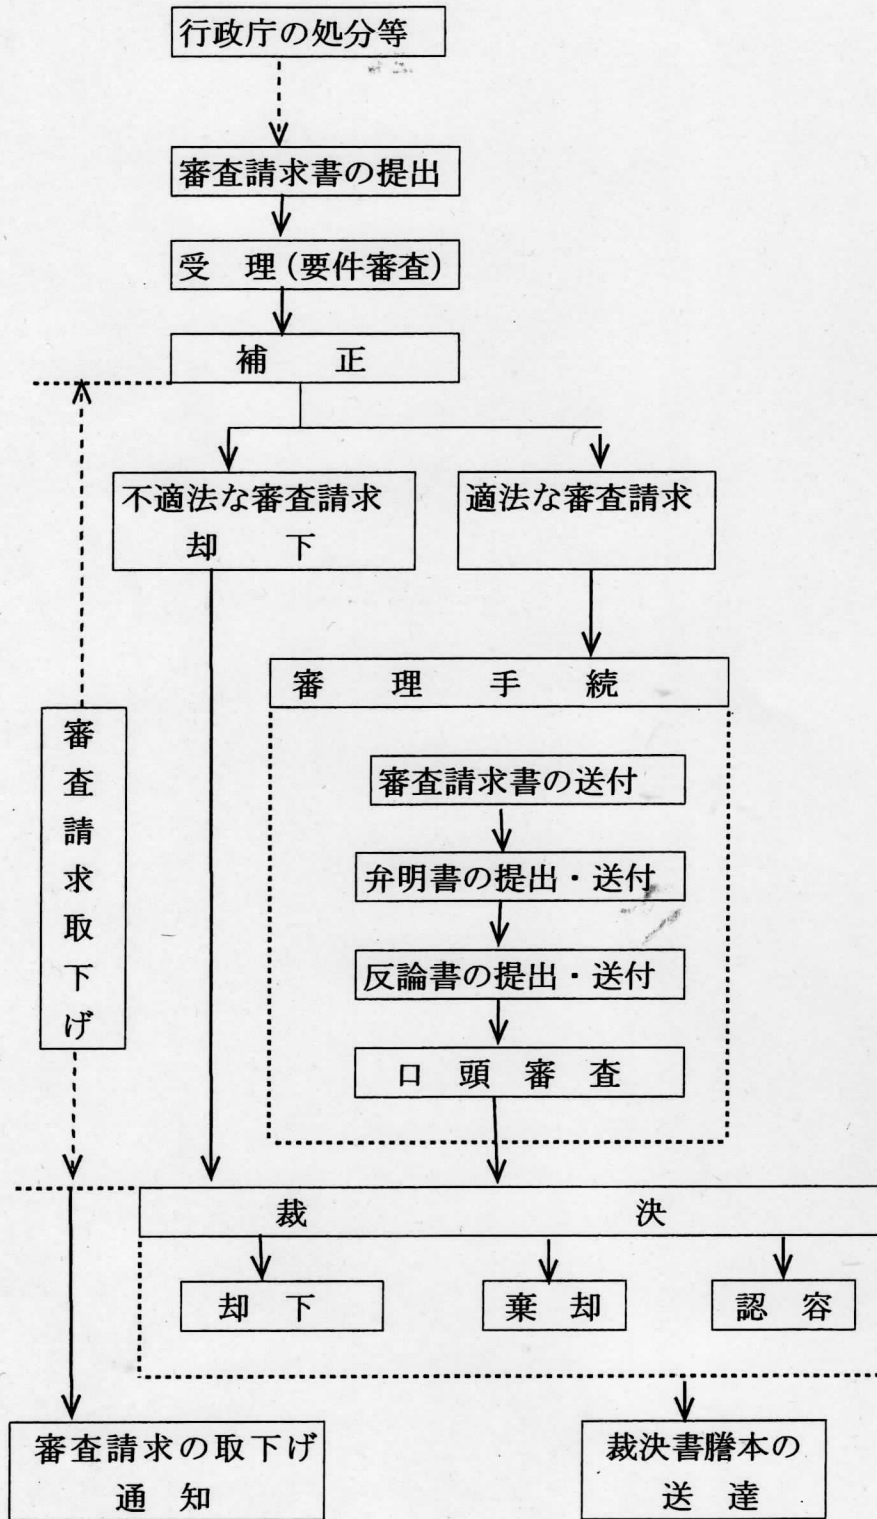 行政庁の処分等
審査請求書の提出
受　理(要件審査)
補　　正
不適法な審査請求
却　　下
適法な審査請求
審　理　手　続
審査請求書の送付
弁明書の提出・送付
反論書の提出・送付
口　頭　審　査
審査請求取下げ
裁　　決
却　下
棄　却
認　容
審査請求の取下げ
通　知
裁決書謄本の
送　達